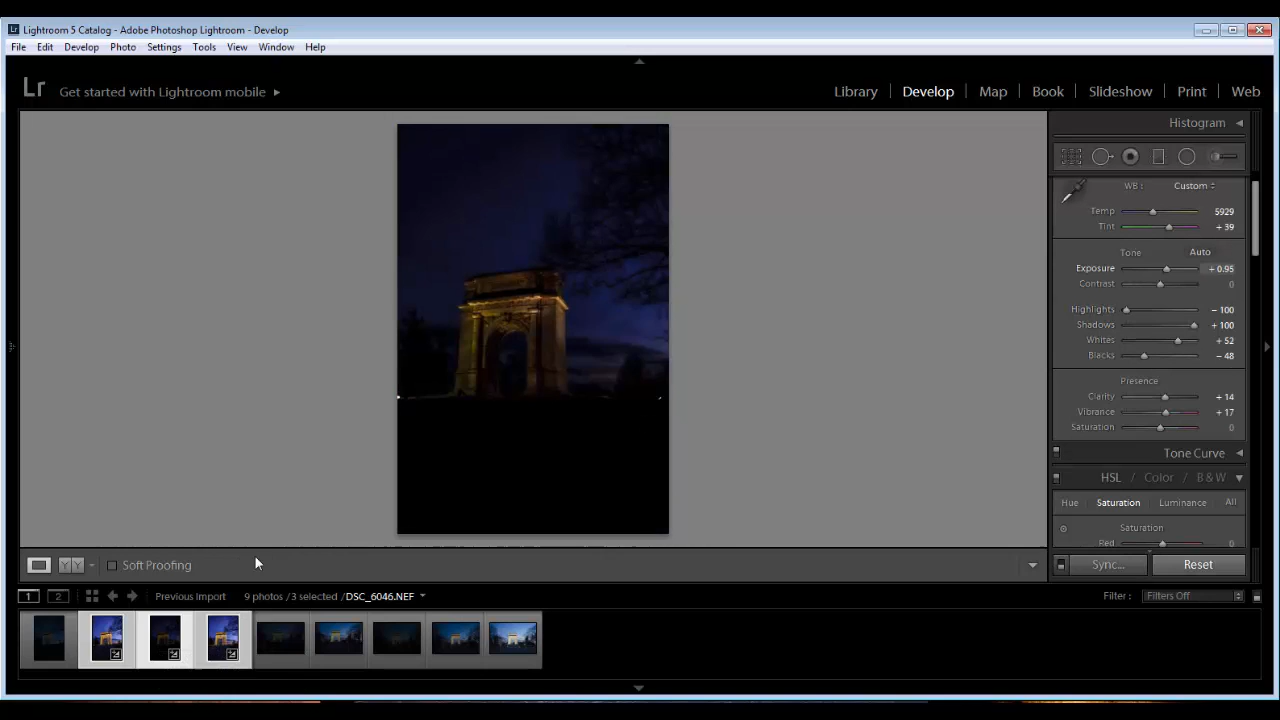 Lightroom 5 Catalog - Adobe Photoshop Lightroom - Develop
File Edit Develop Photo Settings Tools View Window Help
Lr Get started with Lightroom mobile
Library Develop Map Book Slideshow Print Web
Histogram
WB: Custom
Temp 5929
Tint + 39
Tone Auto
Exposure + 0.95
Contrast 0
Highlights − 100
Shadows + 100
Whites + 52
Blacks − 48
Presence
Clarity + 14
Vibrance + 17
Saturation 0
Tone Curve
HSL / Color / B & W
Hue Saturation Luminance All
Saturation
Red 0
YY Soft Proofing
Sync... Reset
1 2 Previous Import 9 photos /3 selected /DSC_6046.NEF
Filter: Filters Off